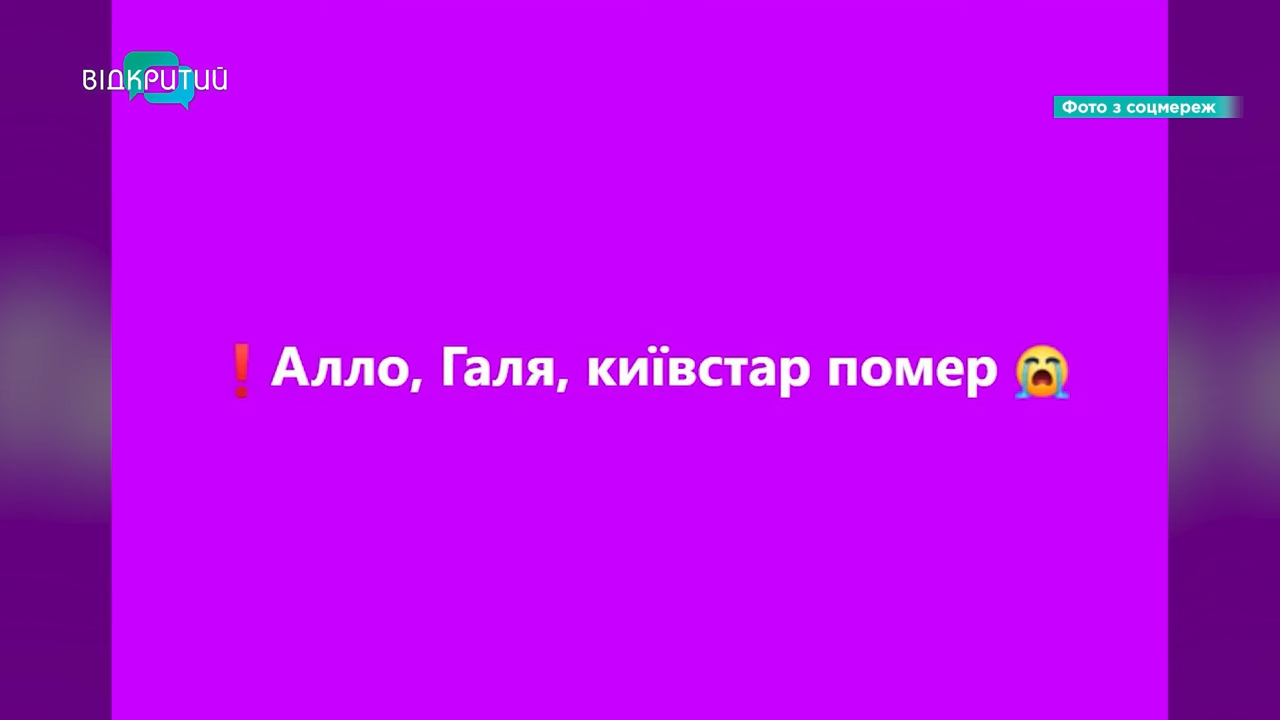 ВІДКРИТИЙ
Фото з соцмереж
❗Алло, Галя, київстар помер 😭